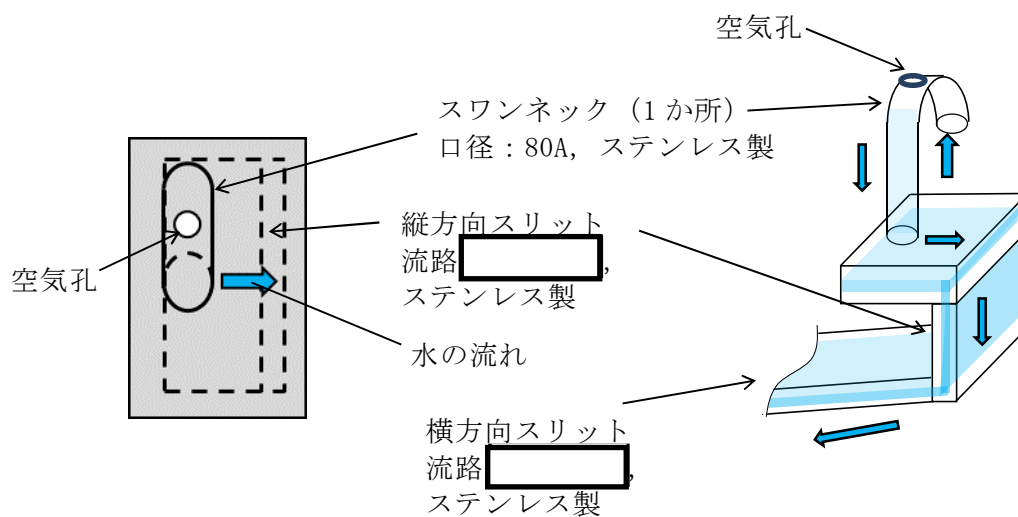 空気孔
スワンネック（1か所）
口径：80A，ステンレス製
縦方向スリット
流路　　　，
ステンレス製
空気孔
水の流れ
横方向スリット
流路　　　，
ステンレス製